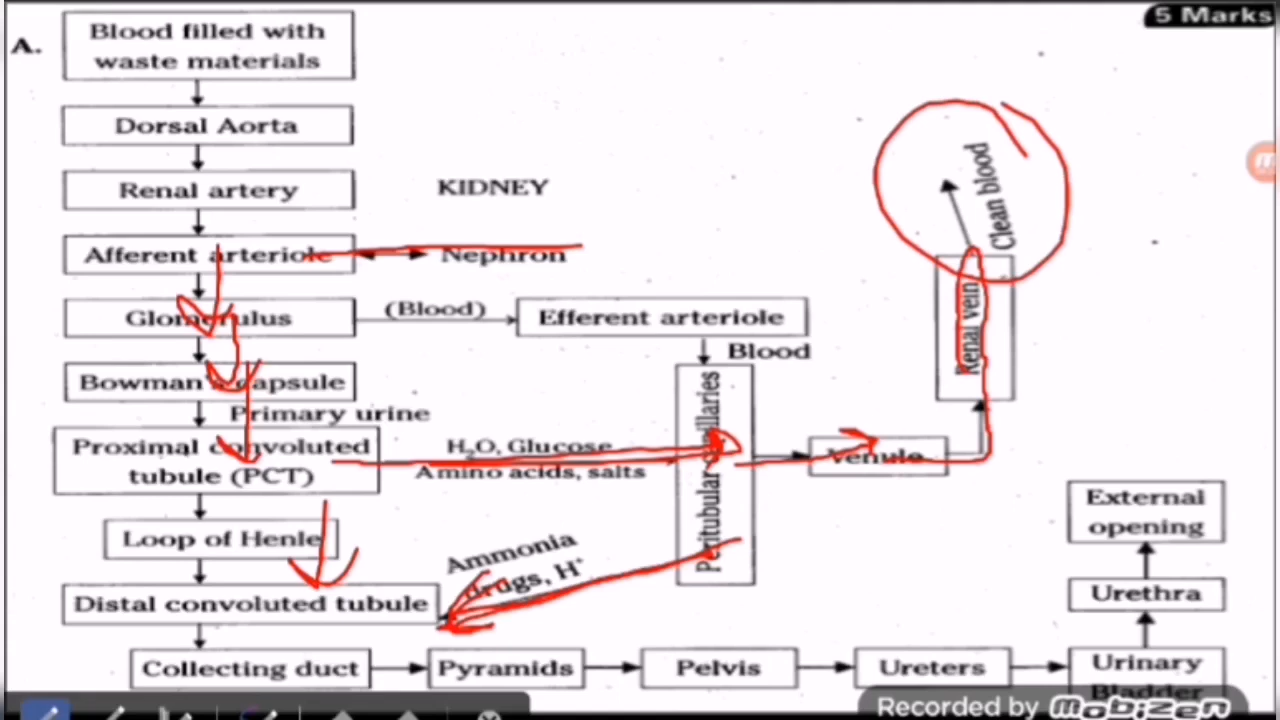 5 Marks
A.
Blood filled with
waste materials
Dorsal Aorta
Renal artery
KIDNEY
Afferent arteriole
Nephron
Glomerulus
(Blood)
Efferent arteriole
Blood
Bowman's capsule
Primary urine
Proximal convoluted
tubule (PCT)
H₂O, Glucose
Amino acids, salts
Peritubular capillaries
Venule
Renal vein
Clean blood
Loop of Henle
Ammonia
drugs, H⁺
Distal convoluted tubule
Collecting duct
Pyramids
Pelvis
Ureters
Urinary
Bladder
Urethra
External
opening
Recorded by
Mobizen